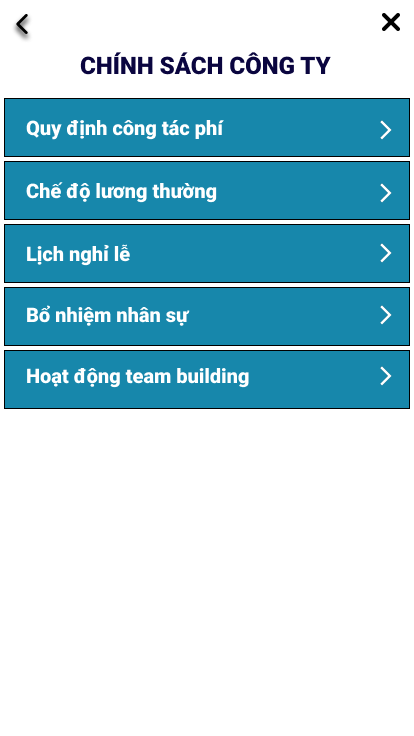 CHÍNH SÁCH CÔNG TY
Quy định công tác phí
Chế độ lương thưởng
Lịch nghỉ lễ
Bổ nhiệm nhân sự
Hoạt động team building